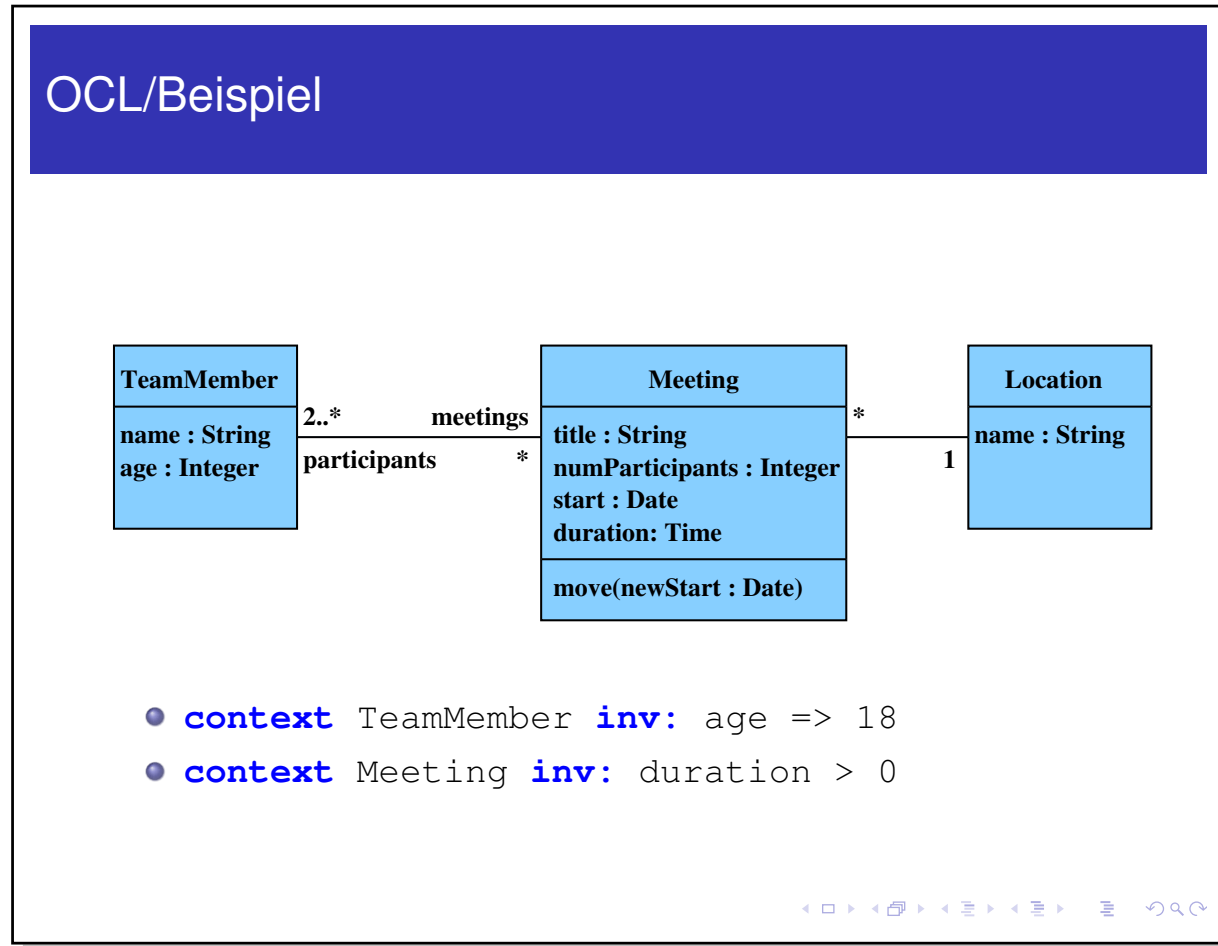 OCL/Beispiel
TeamMember
name : String
age : Integer
2..*
participants
meetings
*
Meeting
title : String
numParticipants : Integer
start : Date
duration: Time
move(newStart : Date)
*
1
Location
name : String
context TeamMember inv: age => 18
context Meeting inv: duration > 0